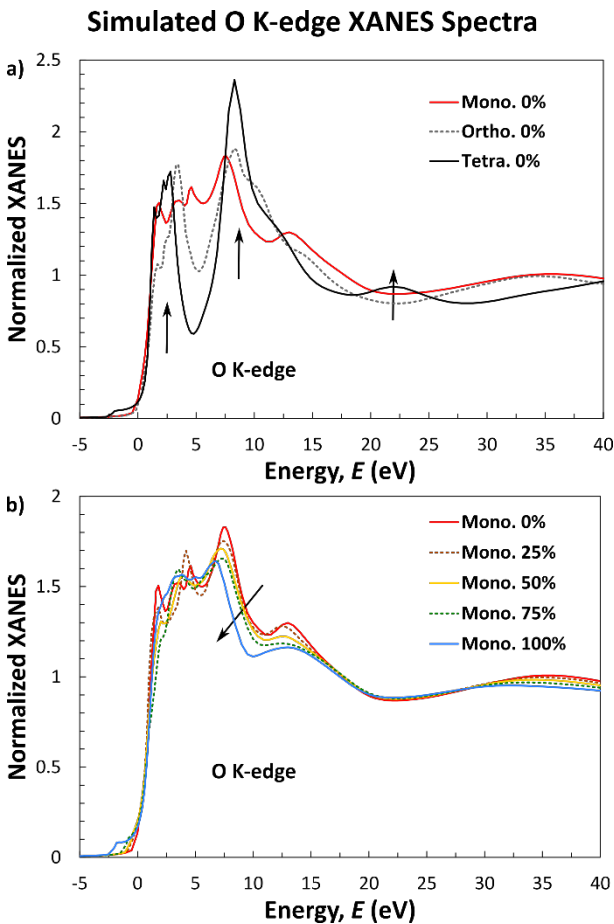 Simulated O K-edge XANES Spectra
a)
Normalized XANES
2.5
2
1.5
1
0.5
0
Mono. 0%
Ortho. 0%
Tetra. 0%
O K-edge
-5 0 5 10 15 20 25 30 35 40
Energy, E (eV)
b)
Normalized XANES
2
1.5
1
0.5
0
Mono. 0%
Mono. 25%
Mono. 50%
Mono. 75%
Mono. 100%
O K-edge
-5 0 5 10 15 20 25 30 35 40
Energy, E (eV)